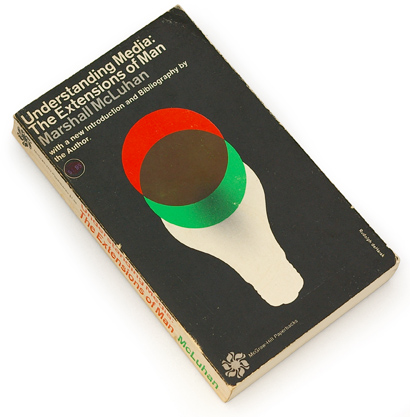 Understanding Media:
The Extensions of Man
Marshall McLuhan
with a new Introduction and Bibliography by
the Author.
McGraw-Hill Paperbacks
The Extensions of Man McLuhan